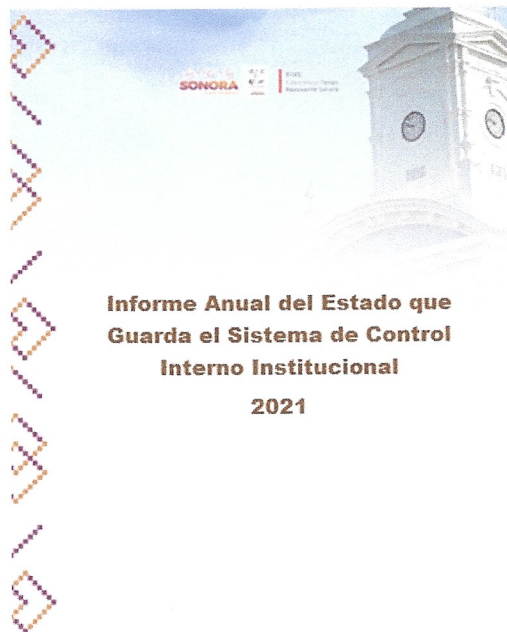 SONORA
Informe Anual del Estado que
Guarda el Sistema de Control
Interno Institucional
2021